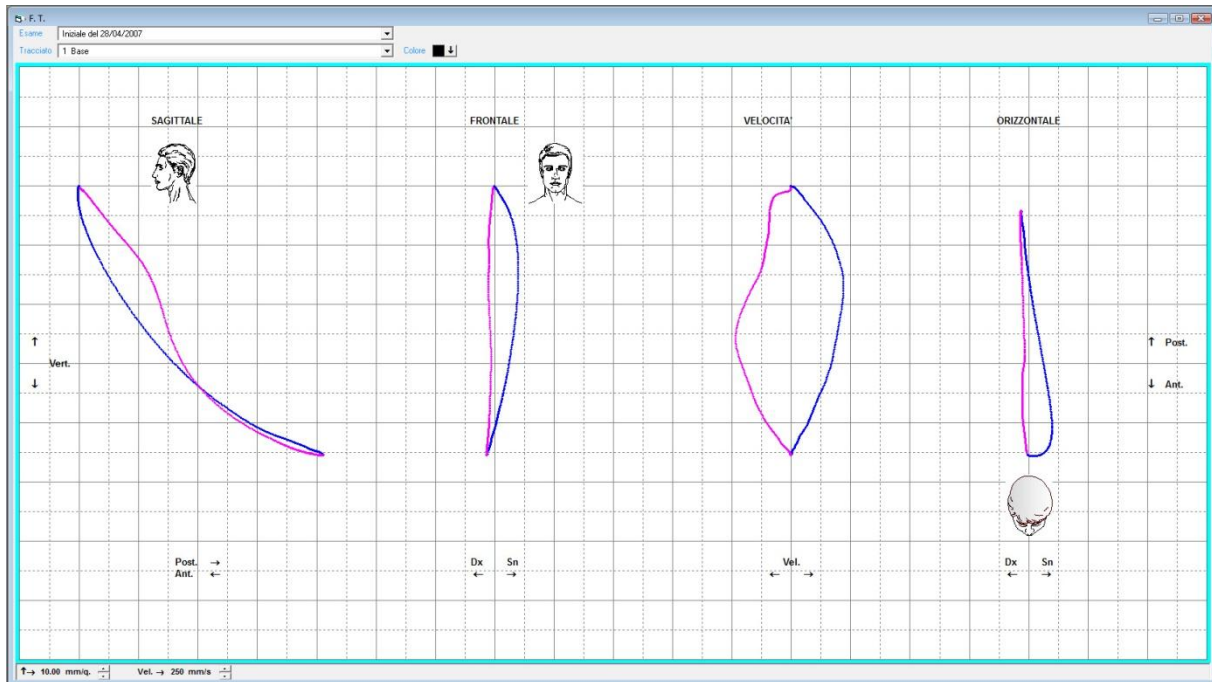 F. T.
Esame Iniziale del 28/04/2007
Tracciato 1 Base Colore
SAGITTALE FRONTALE VELOCITA' ORIZZONTALE
↑ ↑ Post.
Vert.
↓ ↓ Ant.
Post. → Dx Sn Vel. Dx Sn
Ant. ← ← → ← → ← →
↑→ 10.00 mm/q. Vel. → 250 mm/s